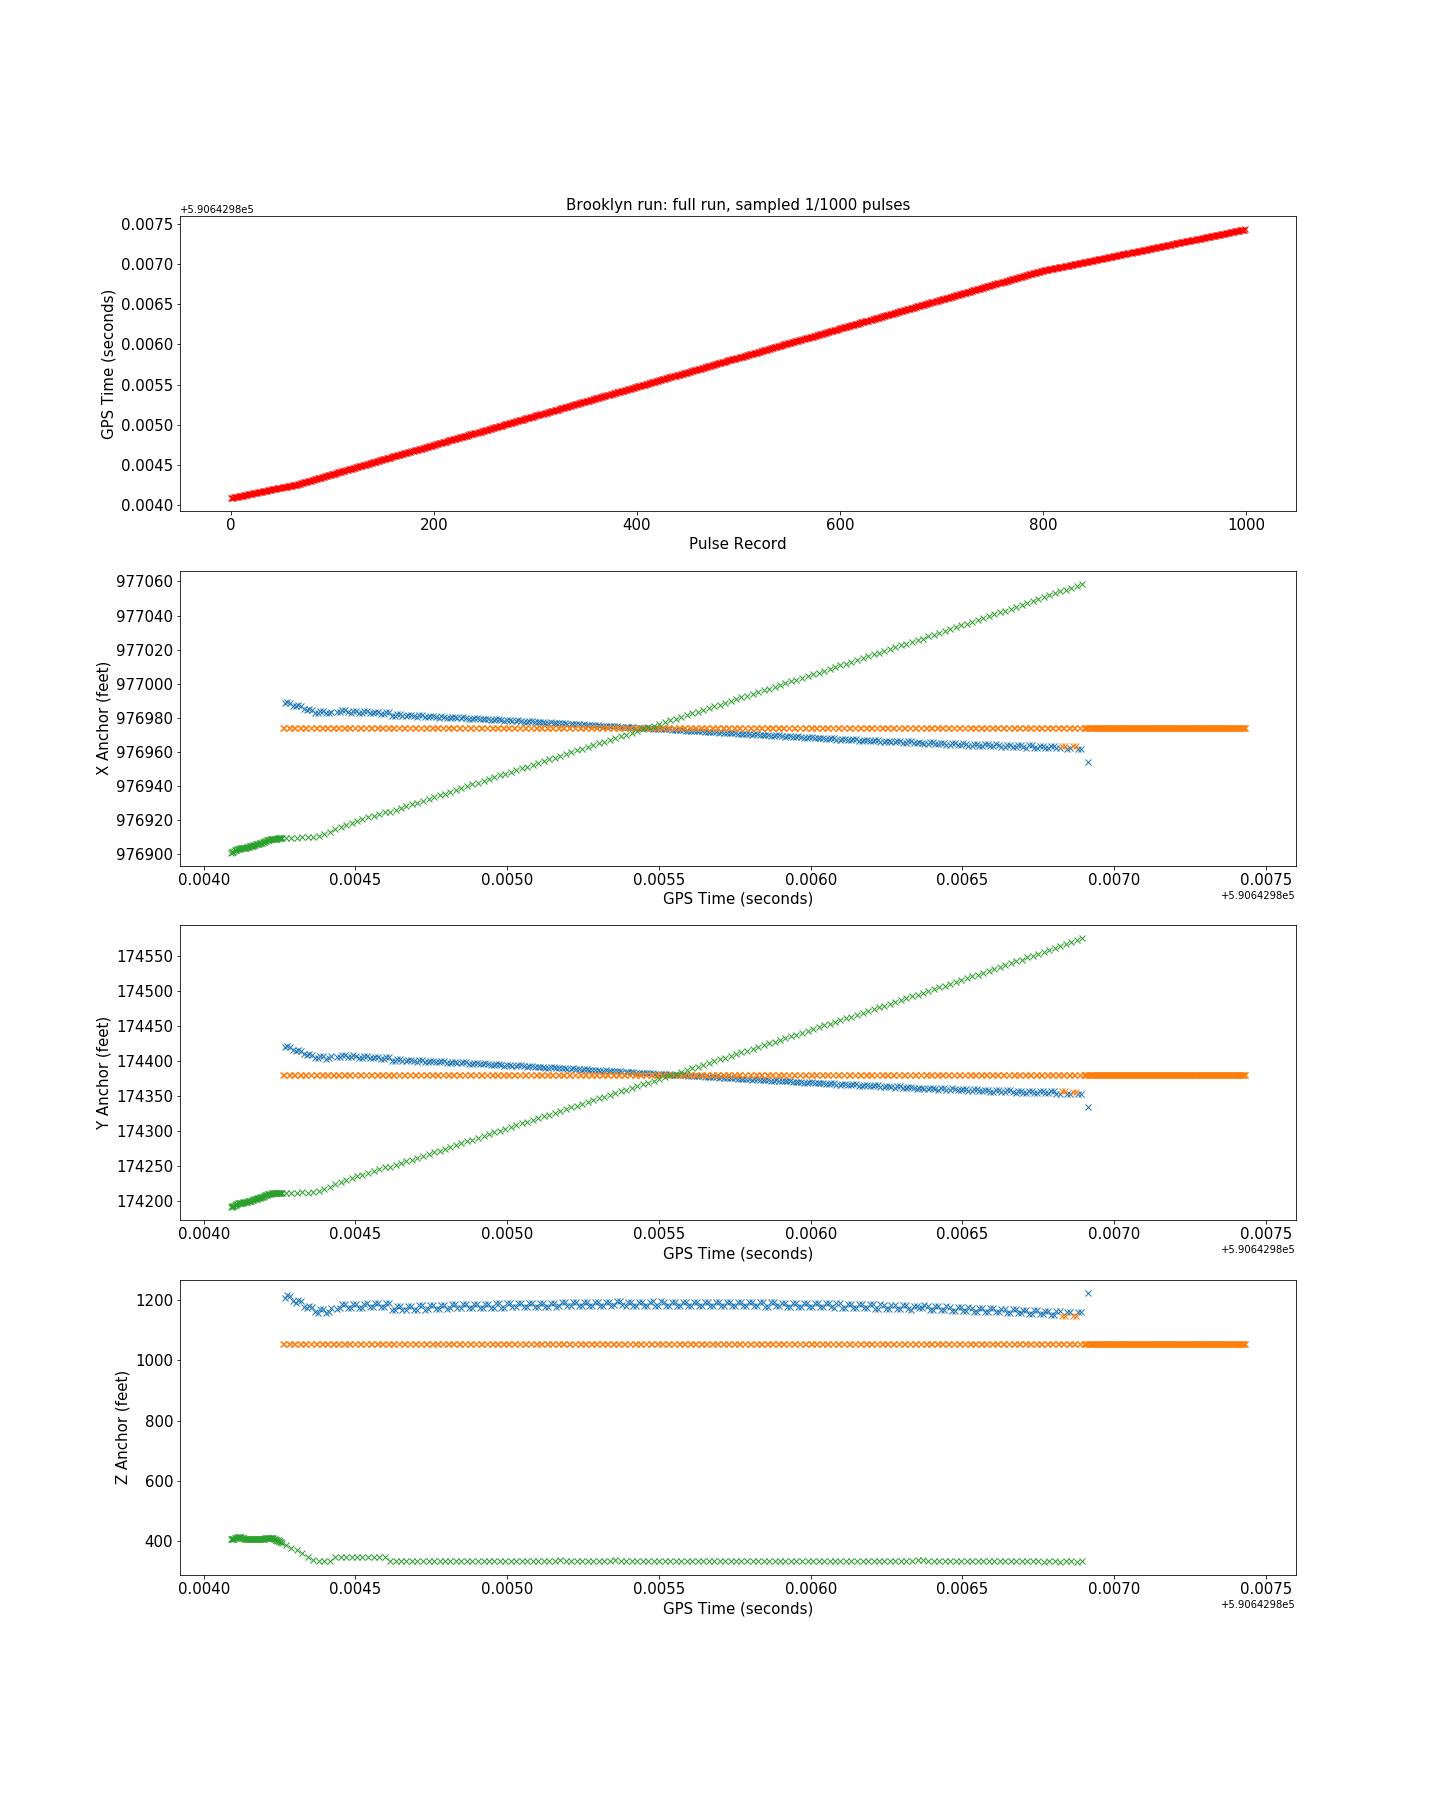 Brooklyn run: full run, sampled 1/1000 pulses
+5.9064298e5
GPS Time (seconds)
0.0075
0.0070
0.0065
0.0060
0.0055
0.0050
0.0045
0.0040
0 200 400 600 800 1000
Pulse Record
X Anchor (feet)
977060
977040
977020
977000
976980
976960
976940
976920
976900
0.0040 0.0045 0.0050 0.0055 0.0060 0.0065 0.0070 0.0075
GPS Time (seconds)
+5.9064298e5
Y Anchor (feet)
174550
174500
174450
174400
174350
174300
174250
174200
0.0040 0.0045 0.0050 0.0055 0.0060 0.0065 0.0070 0.0075
GPS Time (seconds)
+5.9064298e5
Z Anchor (feet)
1200
1000
800
600
400
0.0040 0.0045 0.0050 0.0055 0.0060 0.0065 0.0070 0.0075
GPS Time (seconds)
+5.9064298e5